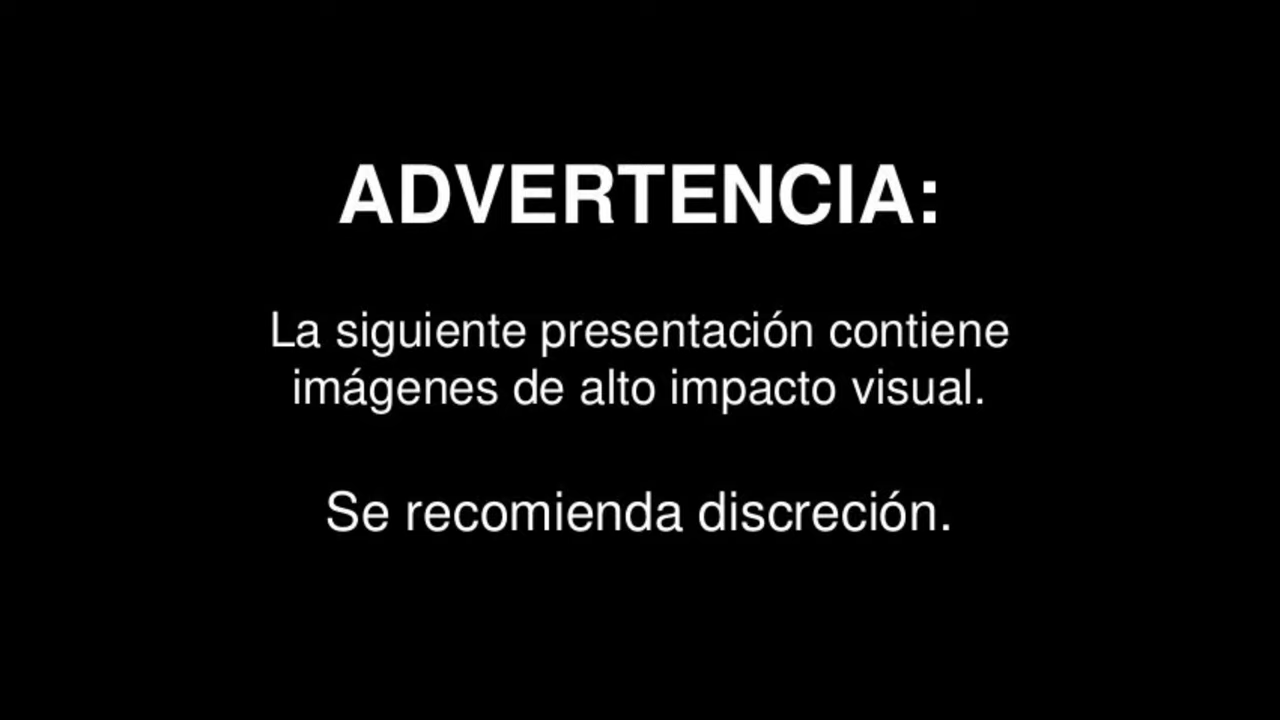 ADVERTENCIA:
La siguiente presentación contiene
imágenes de alto impacto visual.
Se recomienda discreción.